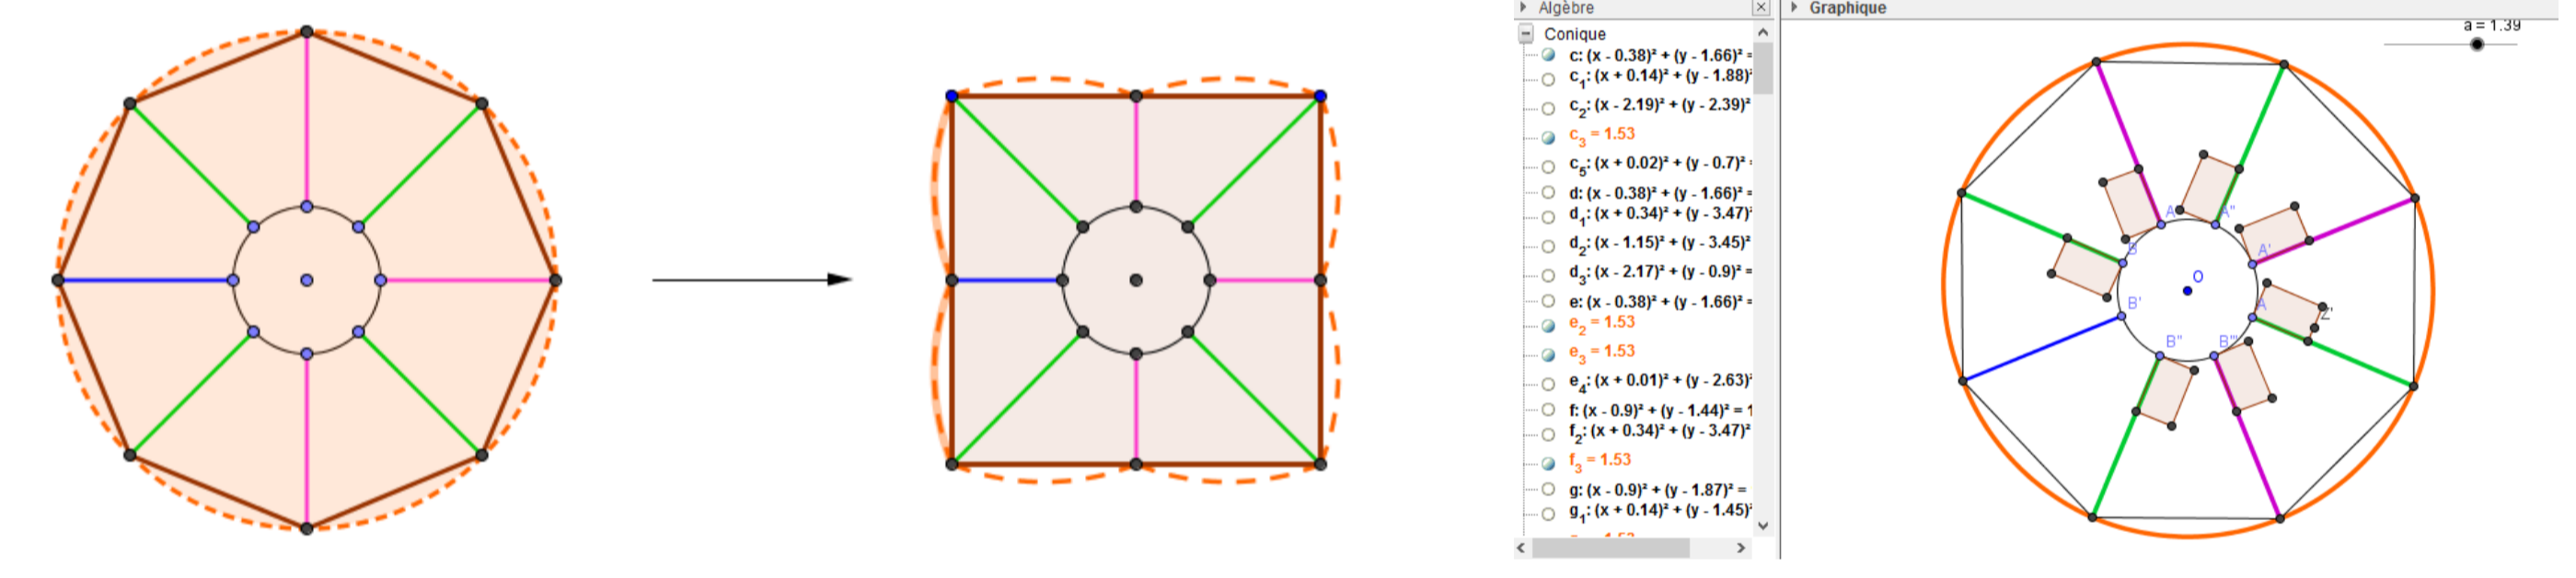 Algèbre
Conique
c: (x - 0.38)² + (y - 1.66)² =
c₁: (x + 0.14)² + (y - 1.88)²
c₂: (x - 2.19)² + (y - 2.39)²
c₃ = 1.53
c₅: (x + 0.02)² + (y - 0.7)² =
d: (x - 0.38)² + (y - 1.66)² =
d₁: (x + 0.34)² + (y - 3.47)²
d₂: (x - 1.15)² + (y - 3.45)²
d₃: (x - 2.17)² + (y - 0.9)² =
e: (x - 0.38)² + (y - 1.66)² =
e₂ = 1.53
e₃ = 1.53
e₄: (x + 0.01)² + (y - 2.63)²
f: (x - 0.9)² + (y - 1.44)² = 1
f₂: (x + 0.34)² + (y - 3.47)²
f₃ = 1.53
g: (x - 0.9)² + (y - 1.87)² =
g₁: (x + 0.14)² + (y - 1.45)²
Graphique
a = 1.39
A A"
B A'
O
B' A Z'
B" B'"